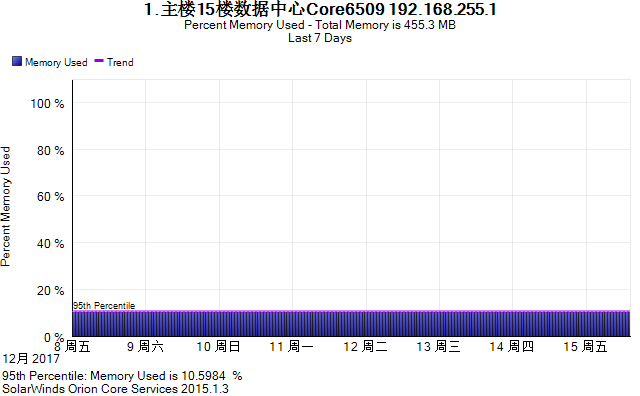 1.主楼15楼数据中心Core6509 192.168.255.1
Percent Memory Used - Total Memory is 455.3 MB
Last 7 Days
Memory Used Trend
Percent Memory Used
100 %
80 %
60 %
40 %
20 %
95th Percentile
0 %
8 周五 9 周六 10 周日 11 周一 12 周二 13 周三 14 周四 15 周五
12月 2017
95th Percentile: Memory Used is 10.5984 %
SolarWinds Orion Core Services 2015.1.3